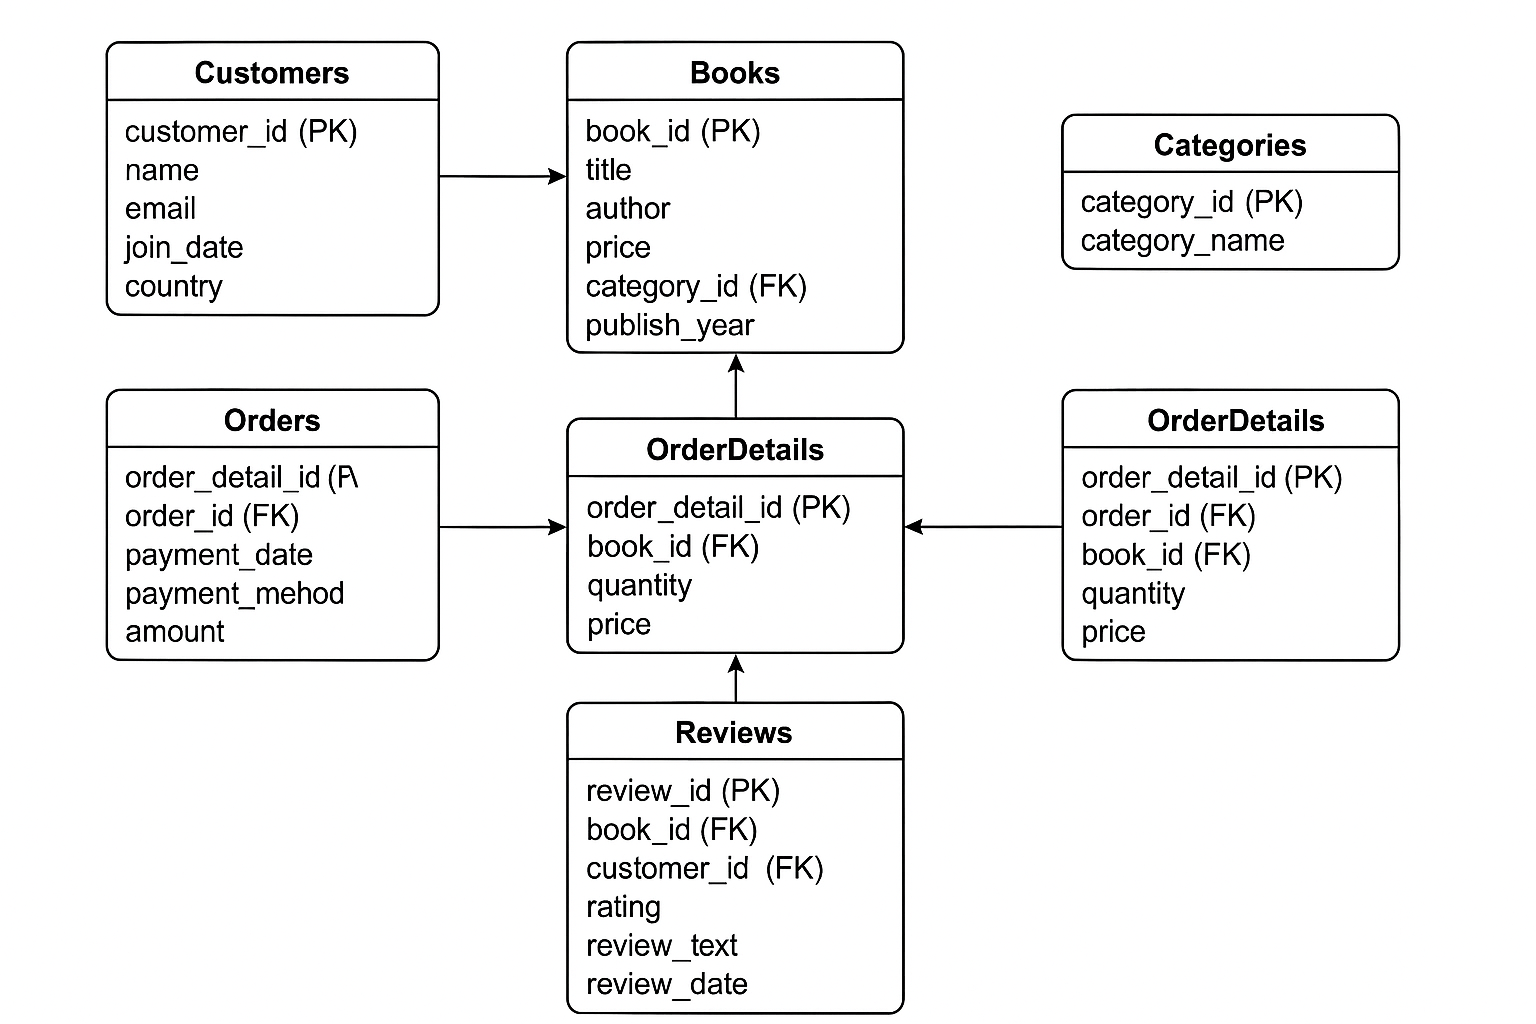 Customers
customer_id (PK)
name
email
join_date
country
Books
book_id (PK)
title
author
price
category_id (FK)
publish_year
Categories
category_id (PK)
category_name
Orders
order_detail_id (P
order_id (FK)
payment_date
payment_mehod
amount
OrderDetails
order_detail_id (PK)
book_id (FK)
quantity
price
OrderDetails
order_detail_id (PK)
order_id (FK)
book_id (FK)
quantity
price
Reviews
review_id (PK)
book_id (FK)
customer_id (FK)
rating
review_text
review_date